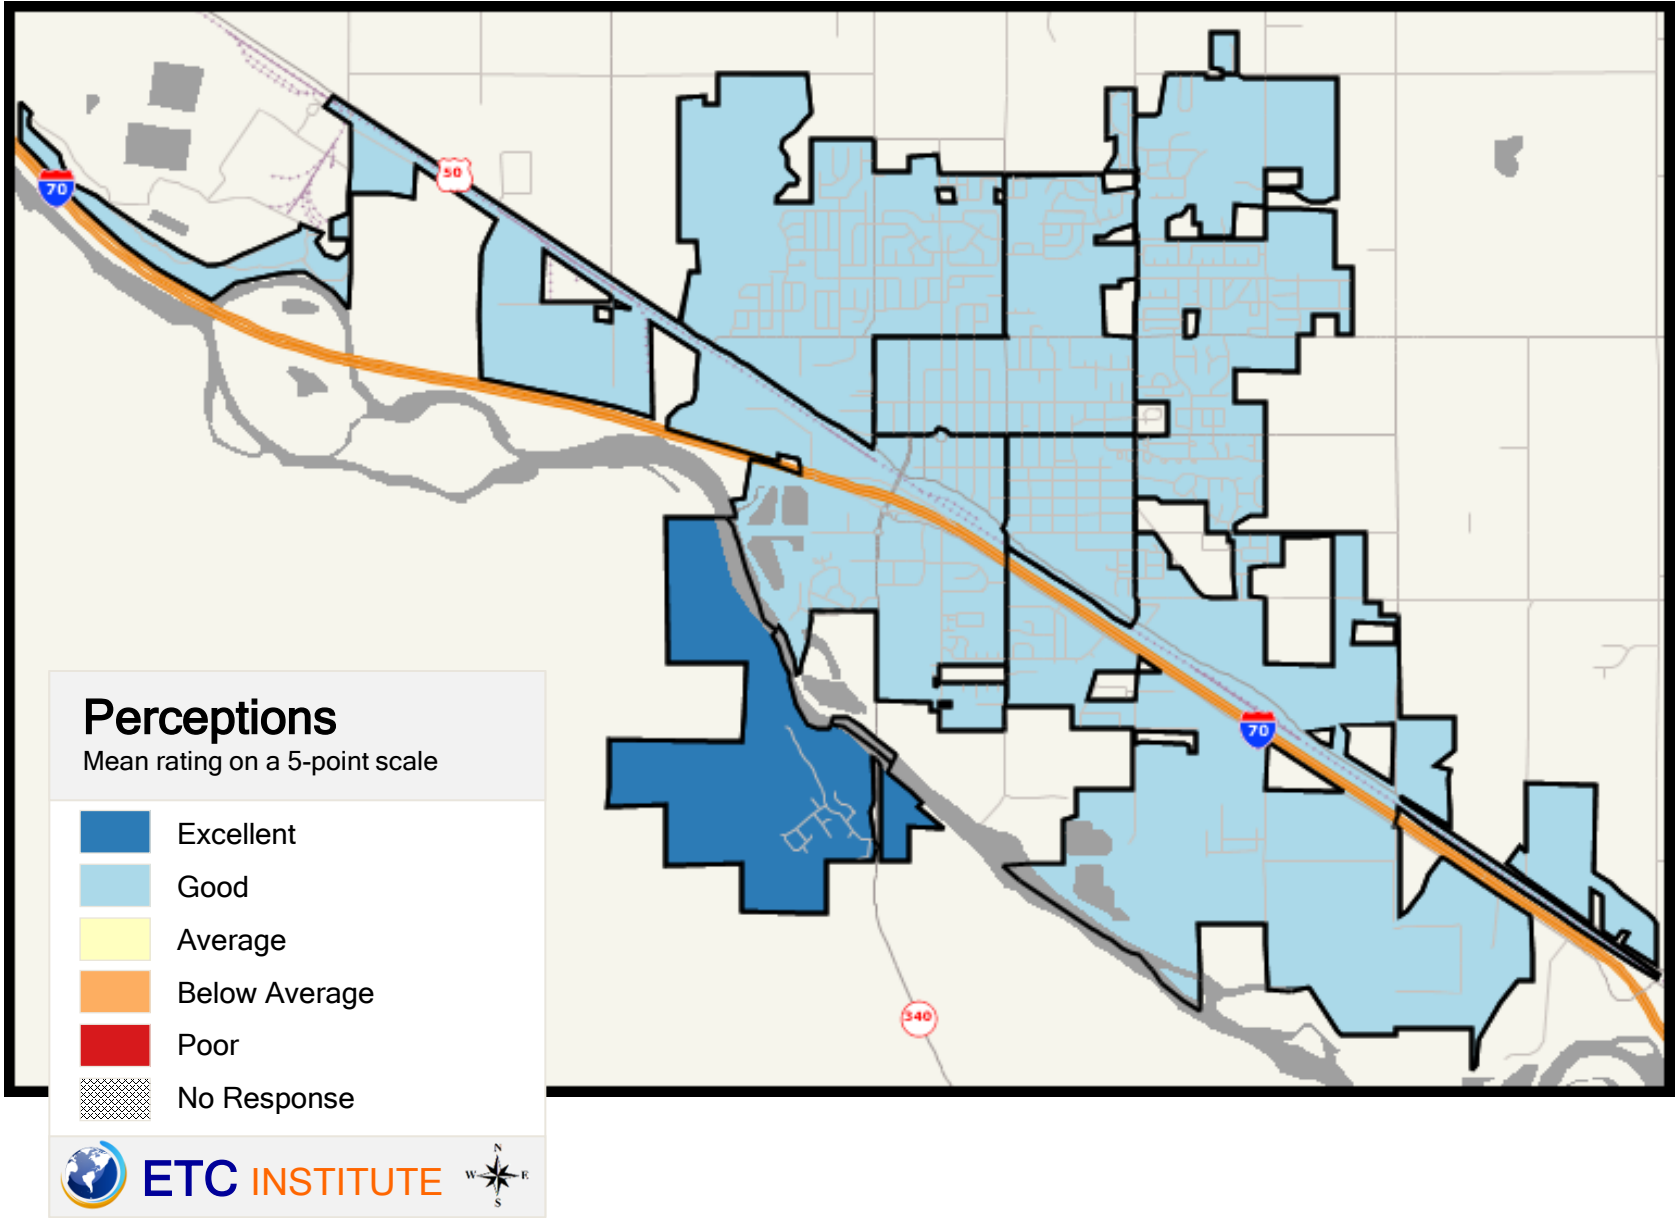 50
70
70
340
Perceptions
Mean rating on a 5-point scale
Excellent
Good
Average
Below Average
Poor
No Response
ETC INSTITUTE
N
W E
S